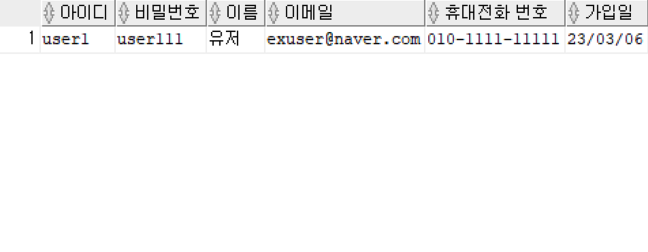 아이디 비밀번호 이름 이메일 휴대전화 번호 가입일
1 user1 user111 유저 exuser@naver.com 010-1111-11111 23/03/06